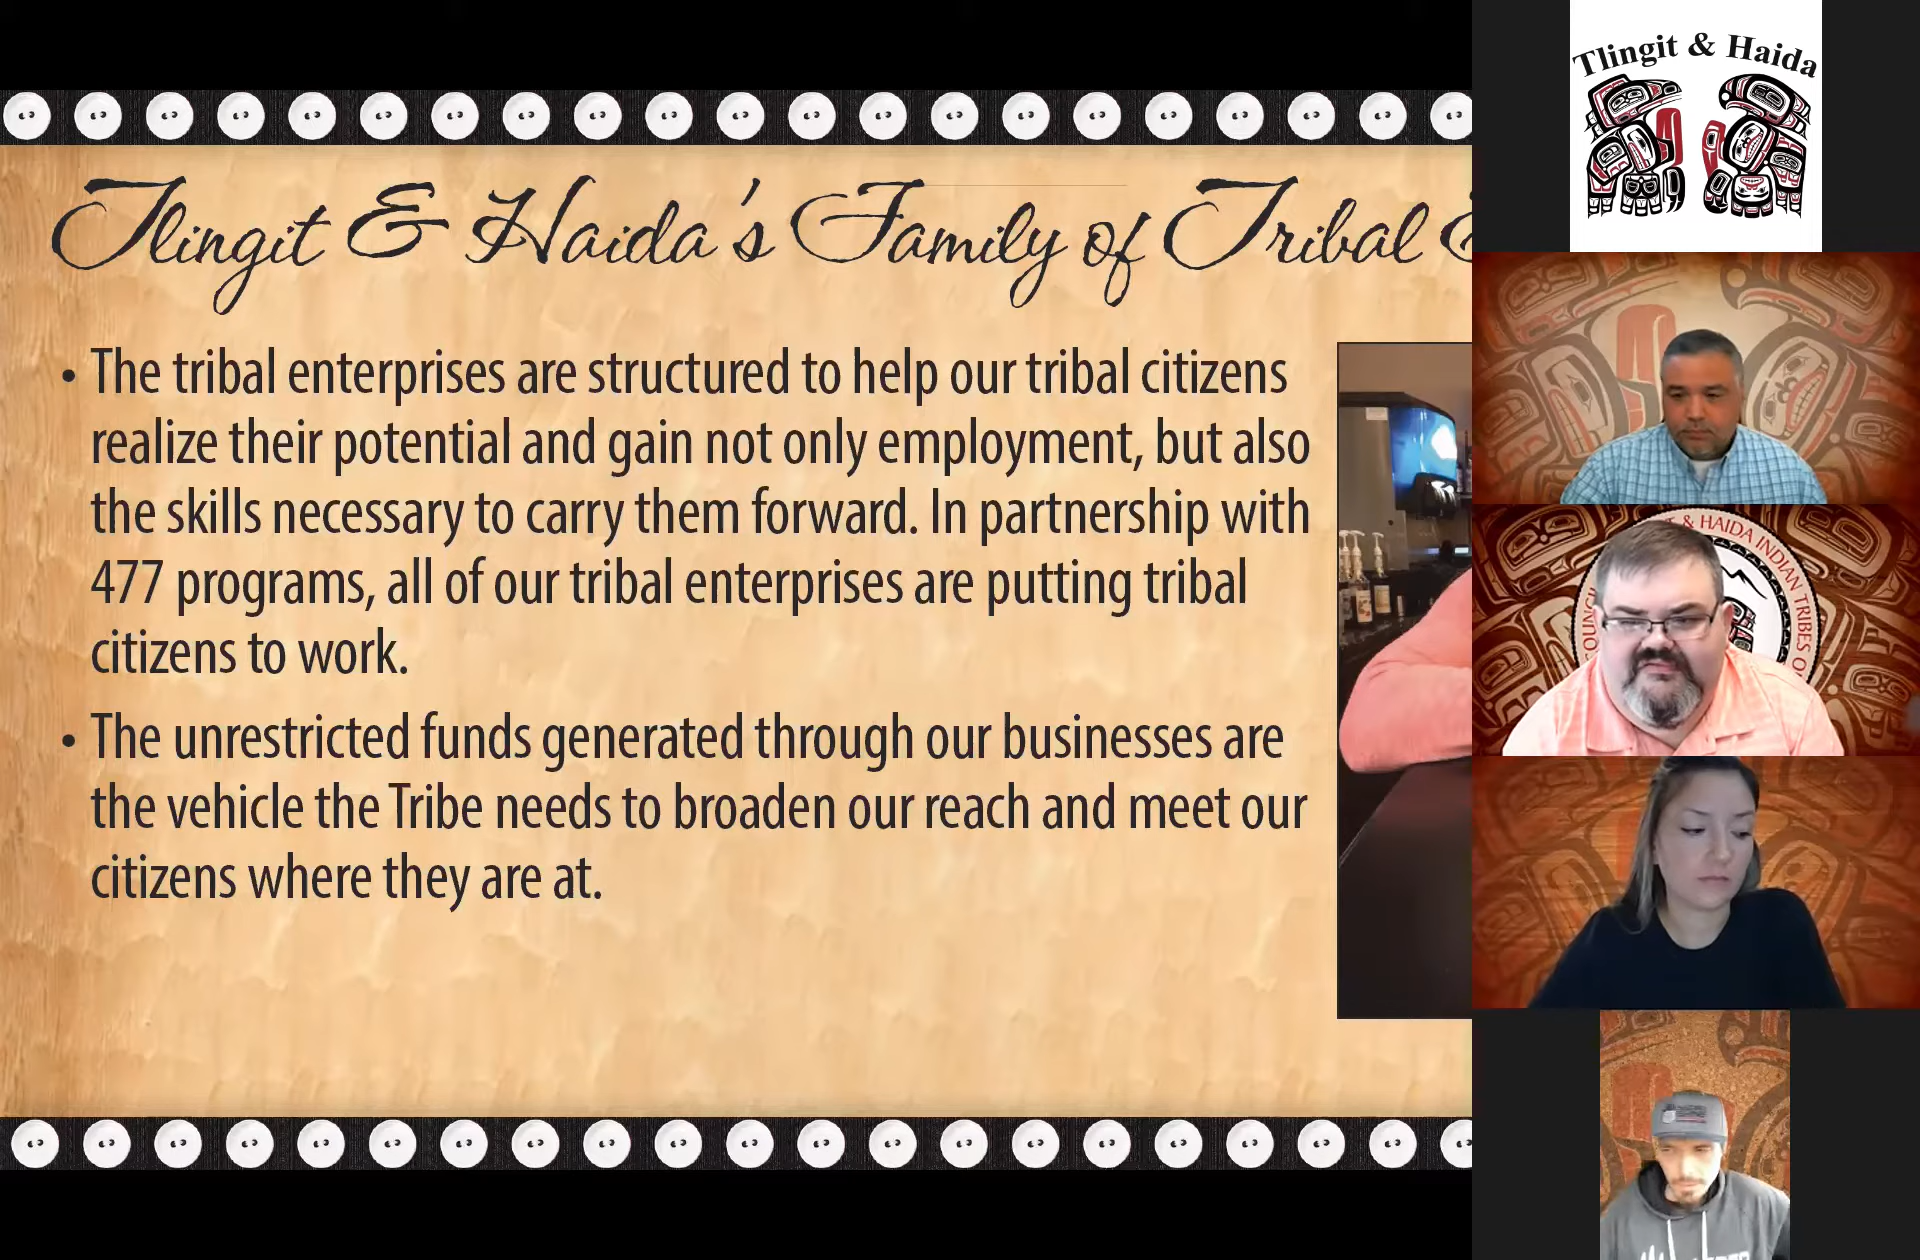 Tlingit & Haida's Family of Tribal
• The tribal enterprises are structured to help our tribal citizens
realize their potential and gain not only employment, but also
the skills necessary to carry them forward. In partnership with
477 programs, all of our tribal enterprises are putting tribal
citizens to work.
• The unrestricted funds generated through our businesses are
the vehicle the Tribe needs to broaden our reach and meet our
citizens where they are at.
Tlingit & Haida
& HAIDA INDIAN TRIBES O